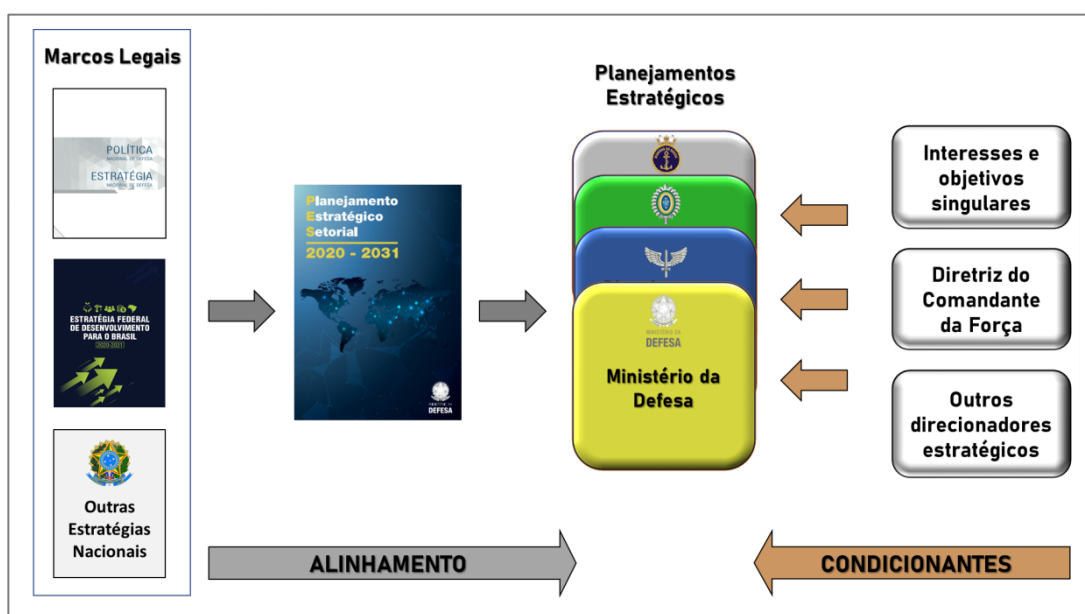 Marcos Legais
POLÍTICA
NACIONAL DE DEFESA
ESTRATÉGIA
NACIONAL DE DEFESA
ESTRATÉGIA FEDERAL
DE DESENVOLVIMENTO
PARA O BRASIL
Outras
Estratégias
Nacionais
Planejamento
Estratégico
Setorial
2020 - 2031
MINISTÉRIO DA
DEFESA
Planejamentos
Estratégicos
MINISTÉRIO DA
DEFESA
Ministério da
Defesa
Interesses e
objetivos
singulares
Diretriz do
Comandante
da Força
Outros
direcionadores
estratégicos
ALINHAMENTO
CONDICIONANTES